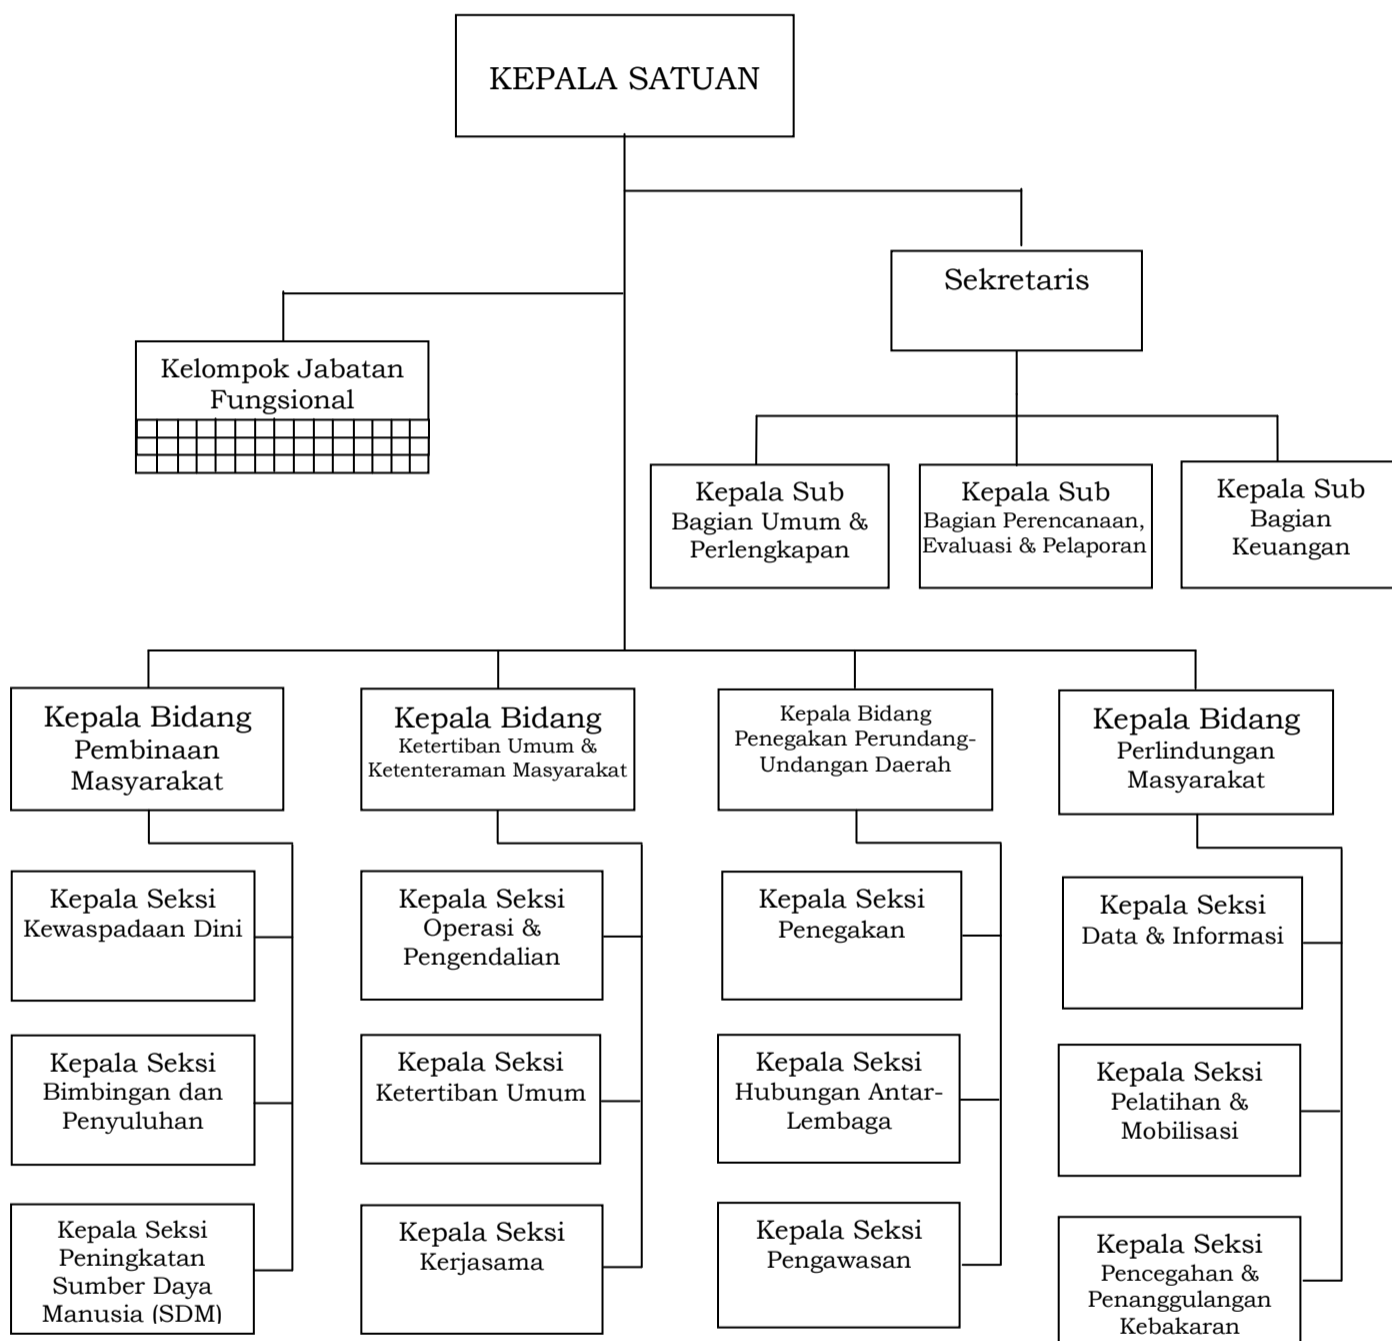 KEPALA SATUAN
Sekretaris
Kelompok Jabatan
Fungsional
Kepala Sub
Bagian Umum &
Perlengkapan
Kepala Sub
Bagian Perencanaan,
Evaluasi & Pelaporan
Kepala Sub
Bagian
Keuangan
Kepala Bidang
Pembinaan
Masyarakat
Kepala Bidang
Ketertiban Umum &
Ketenteraman Masyarakat
Kepala Bidang
Penegakan Perundang-
Undangan Daerah
Kepala Bidang
Perlindungan
Masyarakat
Kepala Seksi
Kewaspadaan Dini
Kepala Seksi
Operasi &
Pengendalian
Kepala Seksi
Penegakan
Kepala Seksi
Data & Informasi
Kepala Seksi
Bimbingan dan
Penyuluhan
Kepala Seksi
Ketertiban Umum
Kepala Seksi
Hubungan Antar-
Lembaga
Kepala Seksi
Pelatihan &
Mobilisasi
Kepala Seksi
Peningkatan
Sumber Daya
Manusia (SDM)
Kepala Seksi
Kerjasama
Kepala Seksi
Pengawasan
Kepala Seksi
Pencegahan &
Penanggulangan
Kebakaran